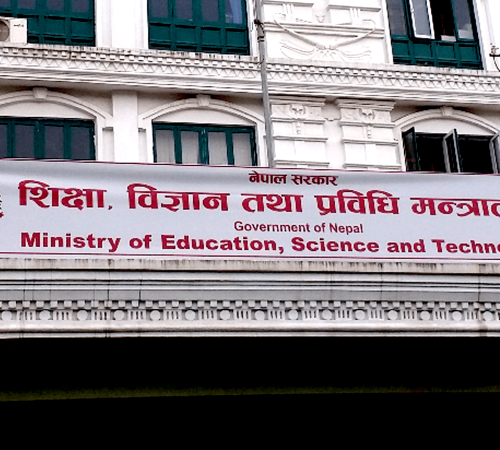 नेपाल सरकार
शिक्षा, विज्ञान तथा प्रविधि मन्त्राल
Government of Nepal
Ministry of Education, Science and Techno